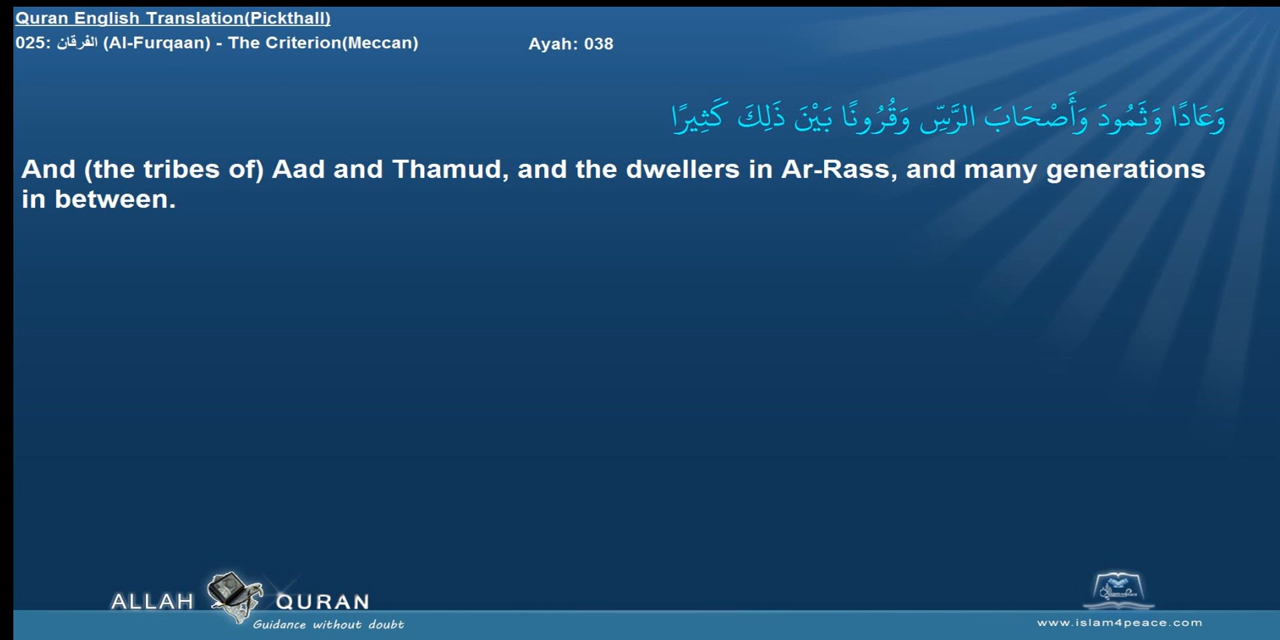 Quran English Translation(Pickthall)
025: الفرقان (Al-Furqaan) - The Criterion(Meccan) Ayah: 038
وَعَادًا وَثَمُودَ وَأَصْحَابَ الرَّسِّ وَقُرُونًا بَيْنَ ذَلِكَ كَثِيرًا
And (the tribes of) Aad and Thamud, and the dwellers in Ar-Rass, and many generations
in between.
ALLAH QURAN
Guidance without doubt
www.islam4peace.com